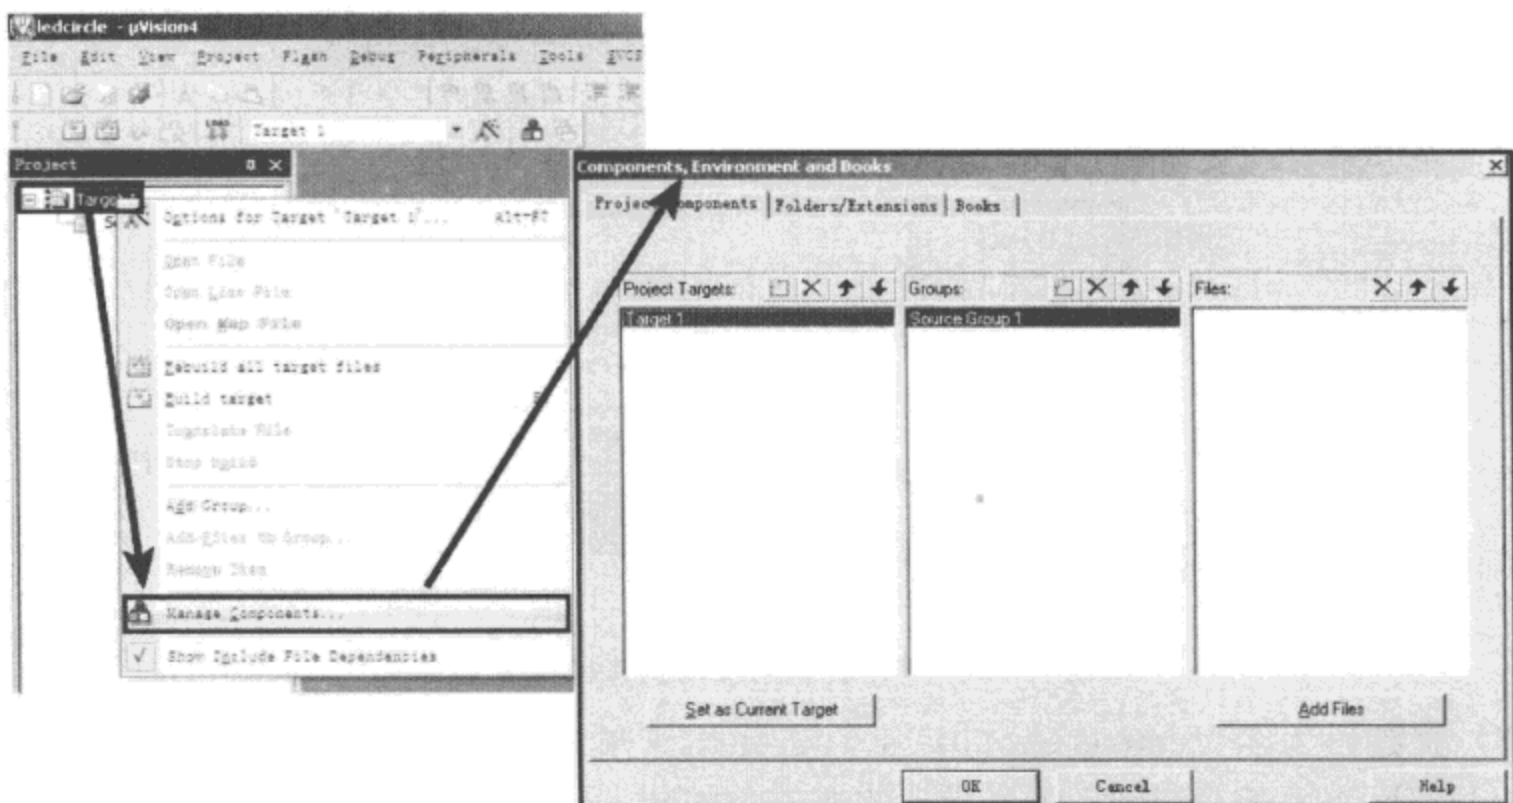 ledcircle - µVision4
File Edit View Project Flash Debug Peripherals Tools SVCS
LOAD Target 1
Project
Target 1
Options for Target 'Target 1'... Alt+F7
Open File
Open List File
Open Map File
Rebuild all target files
Build target
Translate File
Stop build
Add Group...
Add Files to Group...
Remove Item
Manage Components...
Show Include File Dependencies
Components, Environment and Books
Project Components Folders/Extensions Books
Project Targets: Groups: Files:
Target 1 Source Group 1
Set as Current Target Add Files
OK Cancel Help